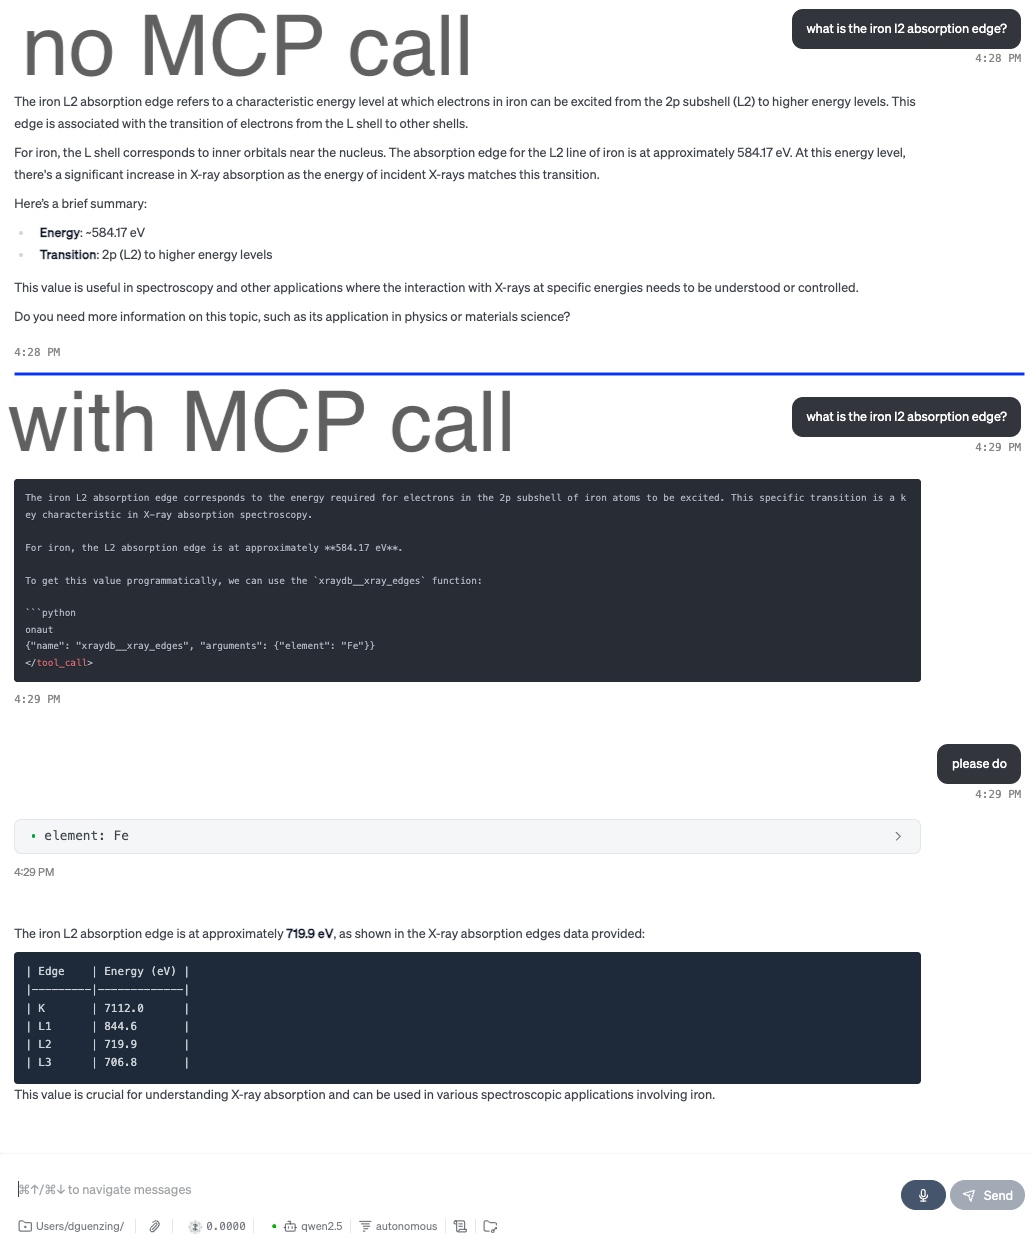 no MCP call
what is the iron l2 absorption edge?
4:28 PM
The iron L2 absorption edge refers to a characteristic energy level at which electrons in iron can be excited from the 2p subshell (L2) to higher energy levels. This
edge is associated with the transition of electrons from the L shell to other shells.
For iron, the L shell corresponds to inner orbitals near the nucleus. The absorption edge for the L2 line of iron is at approximately 584.17 eV. At this energy level,
there's a significant increase in X-ray absorption as the energy of incident X-rays matches this transition.
Here's a brief summary:
• Energy: ~584.17 eV
• Transition: 2p (L2) to higher energy levels
This value is useful in spectroscopy and other applications where the interaction with X-rays at specific energies needs to be understood or controlled.
Do you need more information on this topic, such as its application in physics or materials science?
4:28 PM
with MCP call
what is the iron l2 absorption edge?
4:29 PM
The iron L2 absorption edge corresponds to the energy required for electrons in the 2p subshell of iron atoms to be excited. This specific transition is a k
ey characteristic in X-ray absorption spectroscopy.
For iron, the L2 absorption edge is at approximately **584.17 eV**.
To get this value programmatically, we can use the `xraydb__xray_edges` function:
```python
onaut
{"name": "xraydb__xray_edges", "arguments": {"element": "Fe"}}
</tool_call>
4:29 PM
please do
4:29 PM
• element: Fe
4:29 PM
The iron L2 absorption edge is at approximately 719.9 eV, as shown in the X-ray absorption edges data provided:
| Edge | Energy (eV) |
|---------|-------------|
| K | 7112.0 |
| L1 | 844.6 |
| L2 | 719.9 |
| L3 | 706.8 |
This value is crucial for understanding X-ray absorption and can be used in various spectroscopic applications involving iron.
⌘↑/⌘↓ to navigate messages
Send
Users/dguenzing/ 0.0000 qwen2.5 autonomous